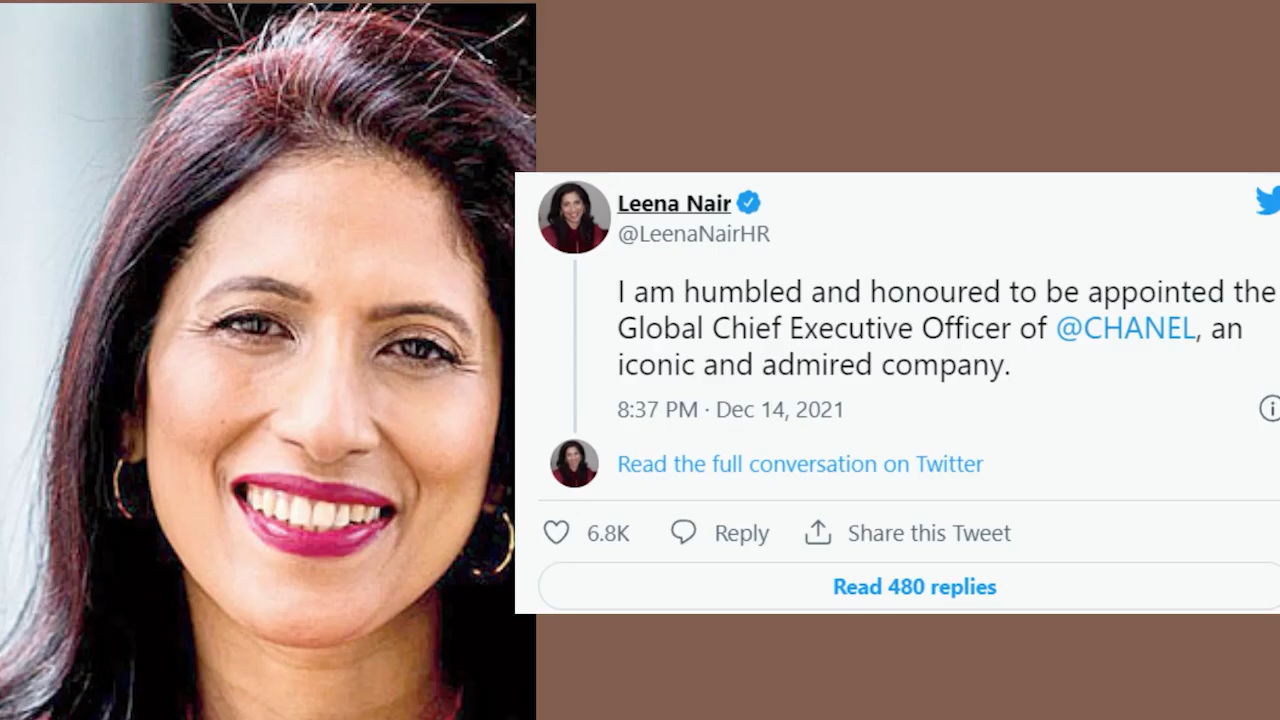 Leena Nair
@LeenaNairHR
I am humbled and honoured to be appointed the
Global Chief Executive Officer of @CHANEL, an
iconic and admired company.
8:37 PM · Dec 14, 2021
Read the full conversation on Twitter
6.8K Reply Share this Tweet
Read 480 replies